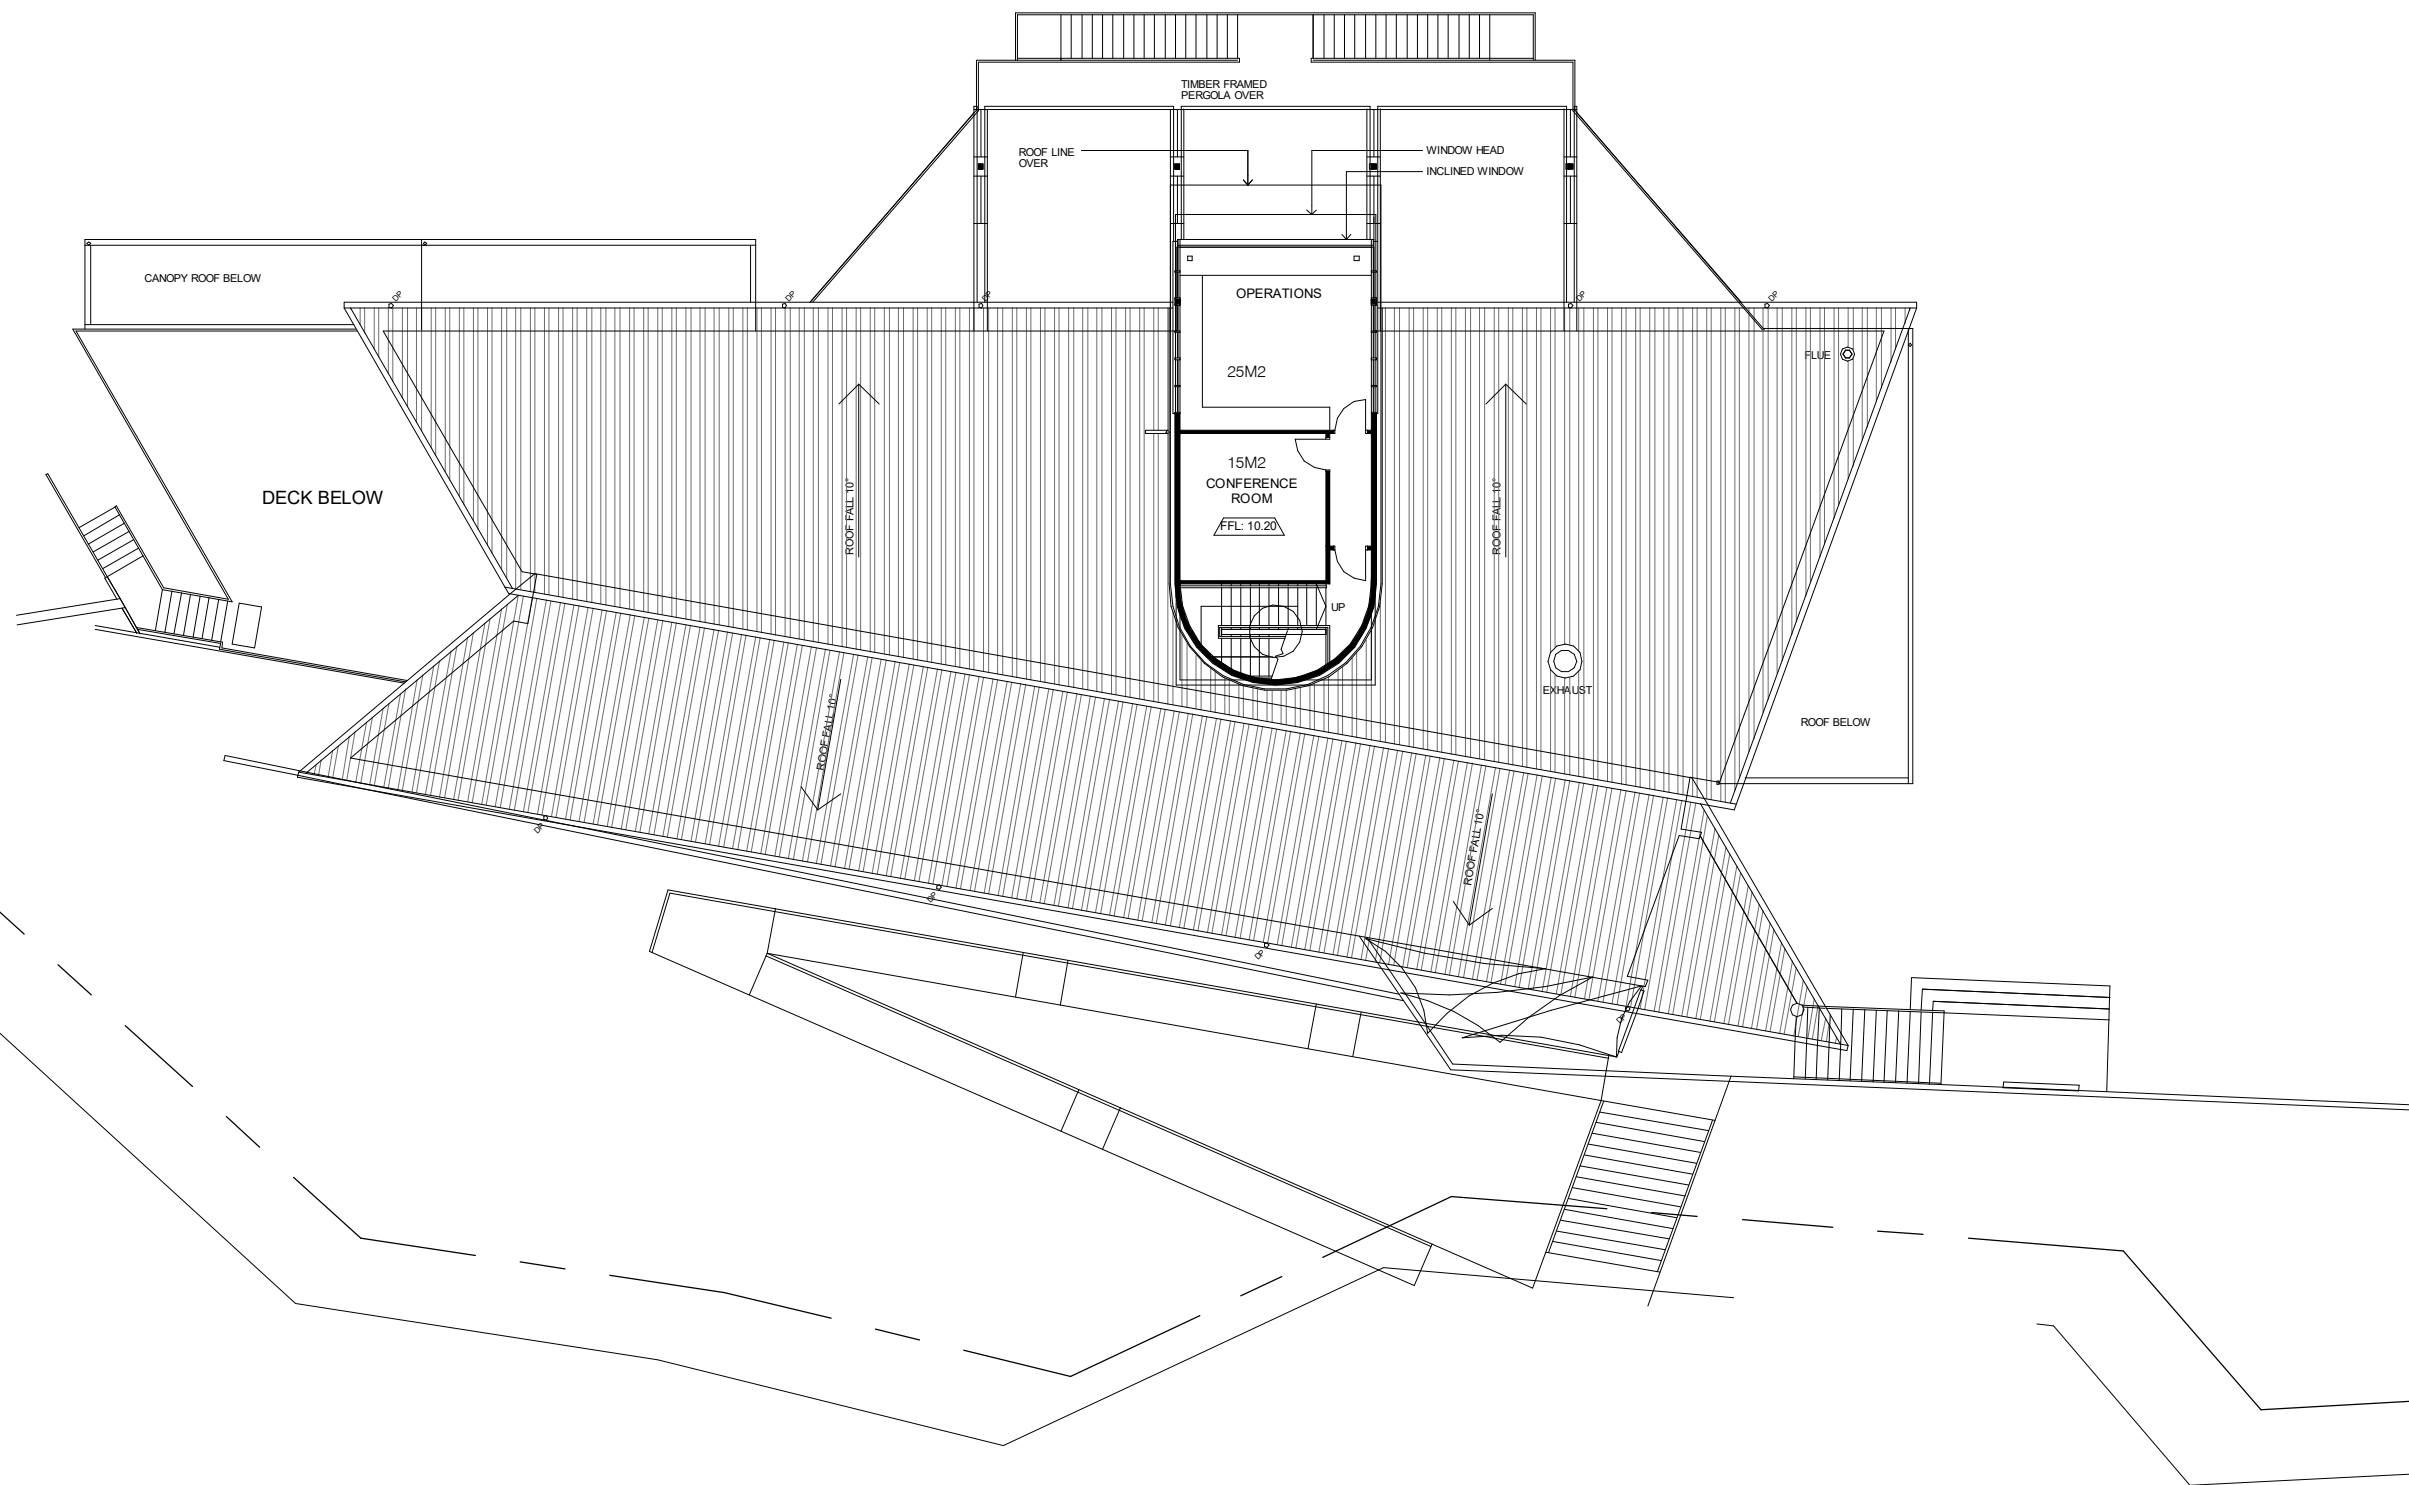 TIMBER FRAMED
PERGOLA OVER
ROOF LINE
OVER
WINDOW HEAD
INCLINED WINDOW
CANOPY ROOF BELOW
DP
DP
DP
DP
DP
OPERATIONS
FLUE
25M2
15M2
CONFERENCE
ROOM
FFL: 10.20
DECK BELOW
ROOF FALL 10°
ROOF FALL 10°
UP
EXHAUST
ROOF BELOW
ROOF FALL 10°
ROOF FALL 10°
DP
DP
DP
DP